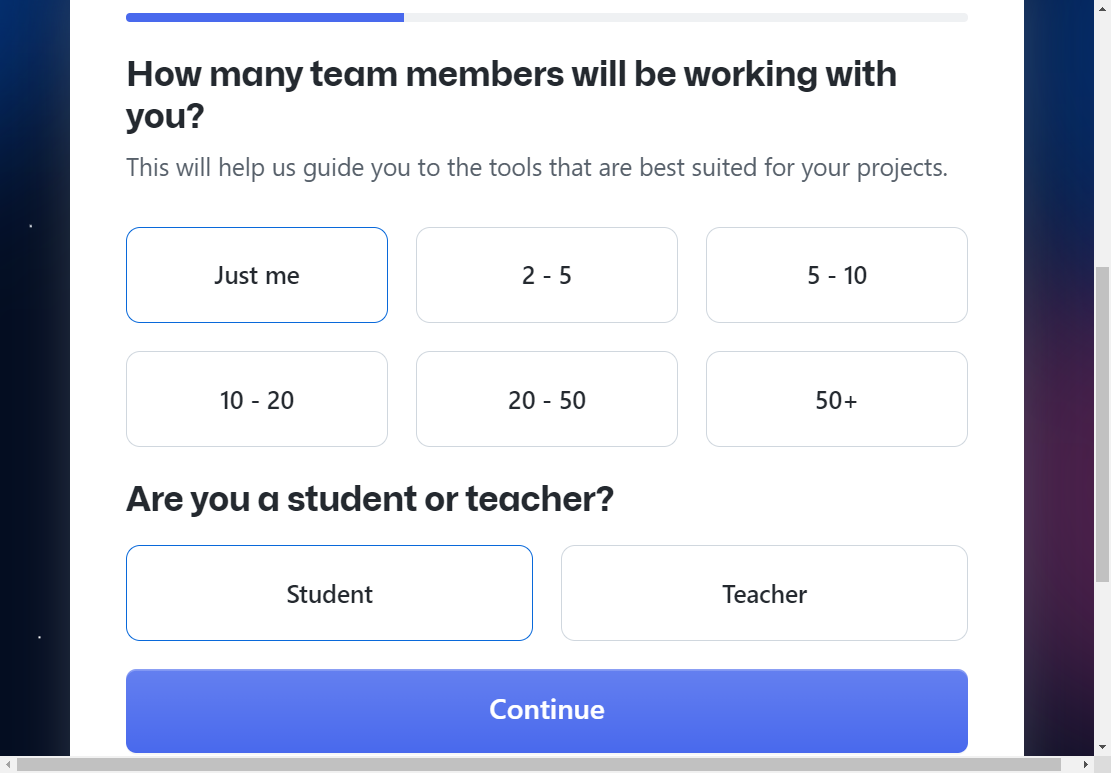 How many team members will be working with
you?
This will help us guide you to the tools that are best suited for your projects.
Just me
2 - 5
5 - 10
10 - 20
20 - 50
50+
Are you a student or teacher?
Student
Teacher
Continue